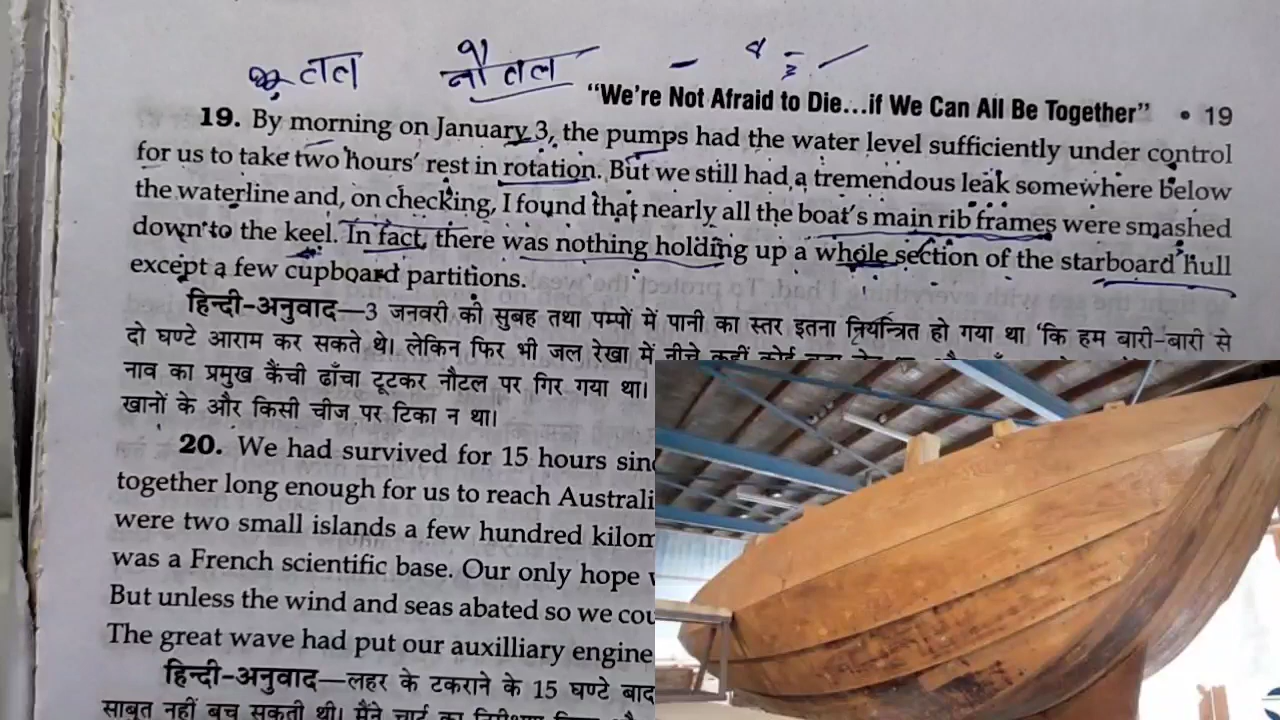 तल नौतल -
“We’re Not Afraid to Die...if We Can All Be Together” • 19
19. By morning on January 3, the pumps had the water level sufficiently under control
for us to take two hours’ rest in rotation. But we still had a tremendous leak somewhere below
the waterline and, on checking, I found that nearly all the boat’s main rib frames were smashed
down to the keel. In fact, there was nothing holding up a whole section of the starboard hull
except a few cupboard partitions.
हिन्दी-अनुवाद—3 जनवरी की सुबह तथा पम्पों में पानी का स्तर इतना नियन्त्रित हो गया था कि हम बारी-बारी से
दो घण्टे आराम कर सकते थे। लेकिन फिर भी जल रेखा में नीचे कहीं कोई
नाव का प्रमुख कैंची ढाँचा टूटकर नौटल पर गिर गया था।
खानों के और किसी चीज पर टिका न था।
20. We had survived for 15 hours
together long enough for us to reach
were two small islands a few hundred
was a French scientific base. Our only hope
But unless the wind and seas abated so we
The great wave had put our auxilliary engine
हिन्दी-अनुवाद—लहर के टकराने के 15 घण्टे बाद
साबुत नहीं बच सकती थी। मैंने चार्ट का